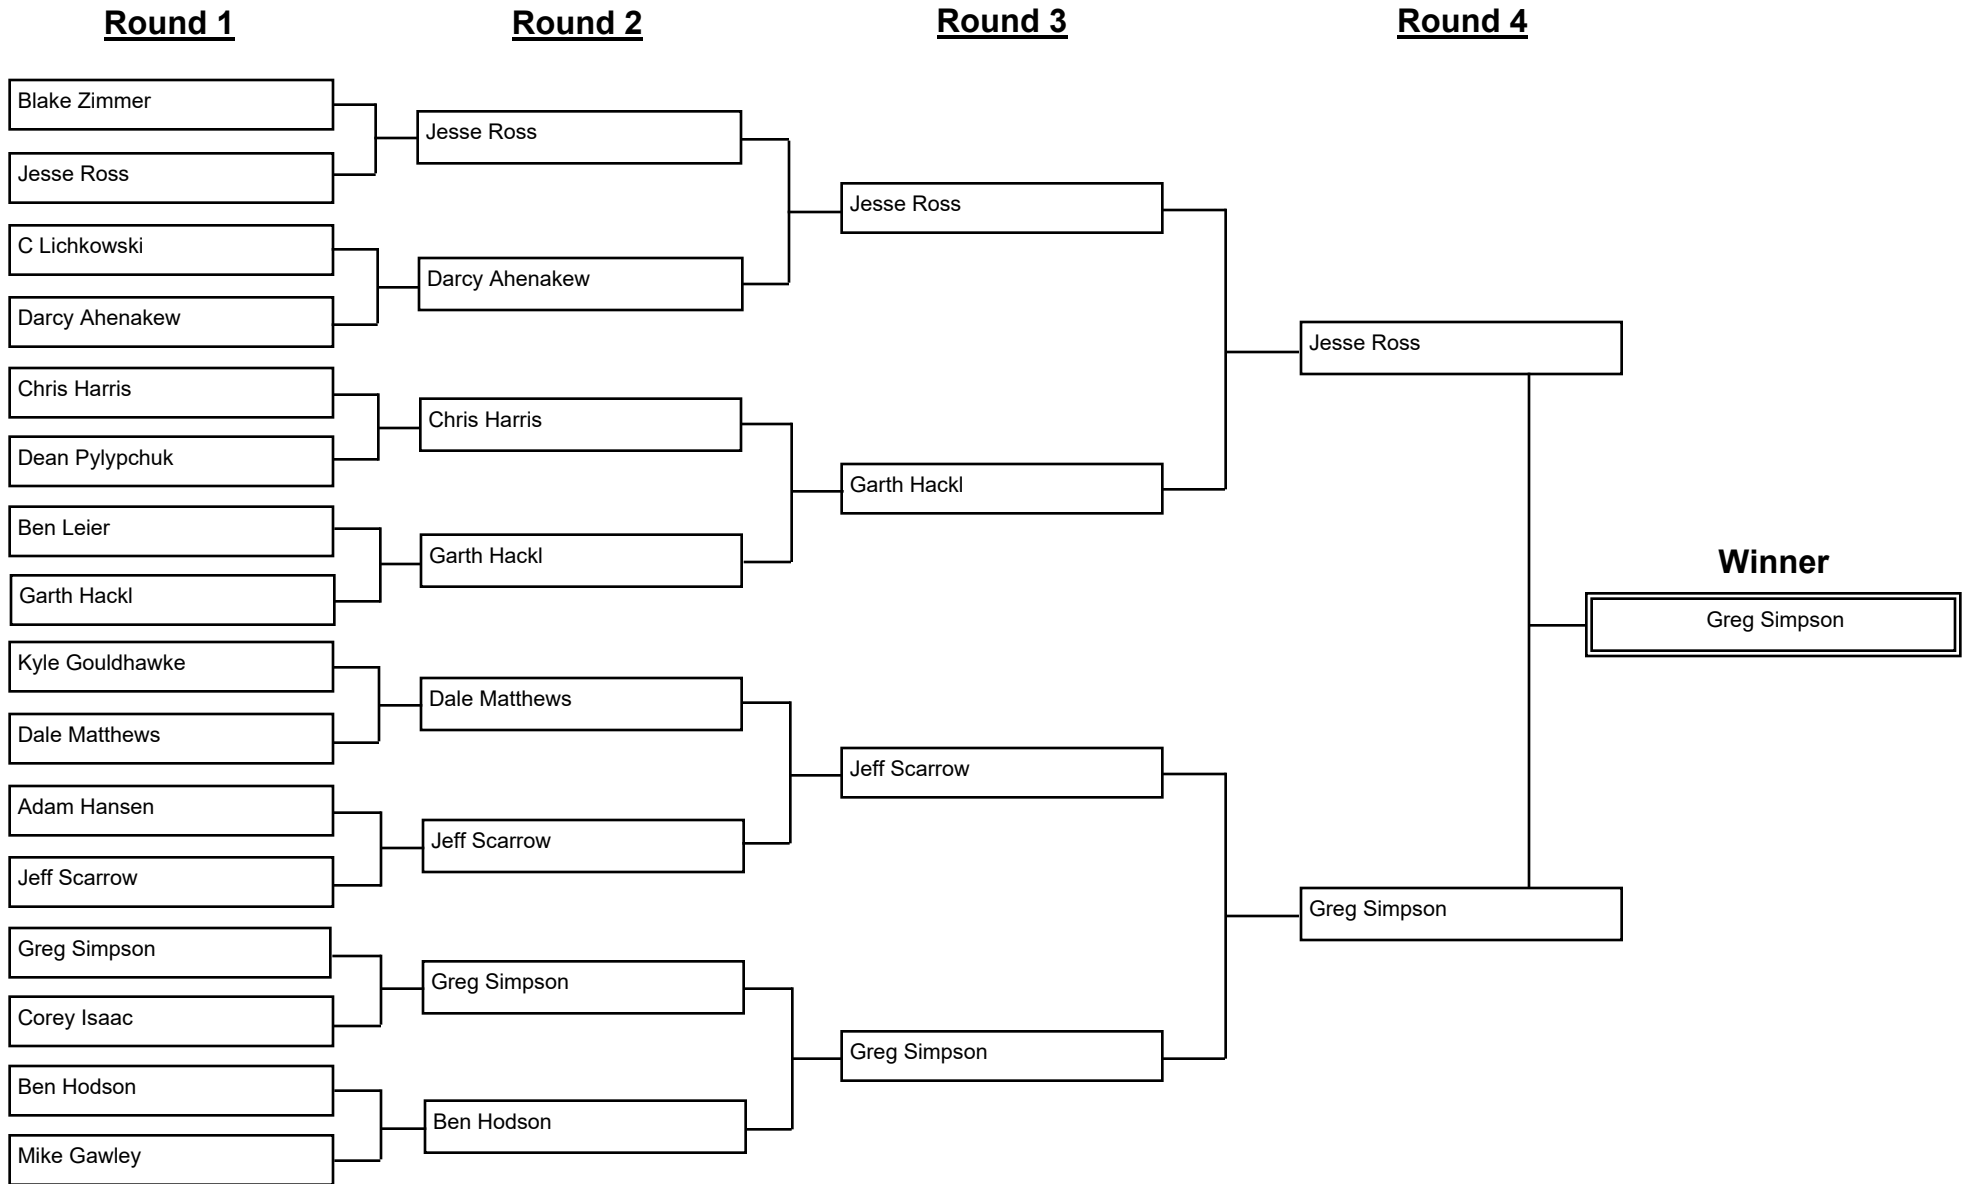 Round 1
Round 2
Round 3
Round 4
Blake Zimmer
Jesse Ross
C Lichkowski
Darcy Ahenakew
Chris Harris
Dean Pylypchuk
Ben Leier
Garth Hackl
Kyle Gouldhawke
Dale Matthews
Adam Hansen
Jeff Scarrow
Greg Simpson
Corey Isaac
Ben Hodson
Mike Gawley
Jesse Ross
Darcy Ahenakew
Chris Harris
Garth Hackl
Dale Matthews
Jeff Scarrow
Greg Simpson
Ben Hodson
Jesse Ross
Garth Hackl
Jeff Scarrow
Greg Simpson
Jesse Ross
Greg Simpson
Winner
Greg Simpson